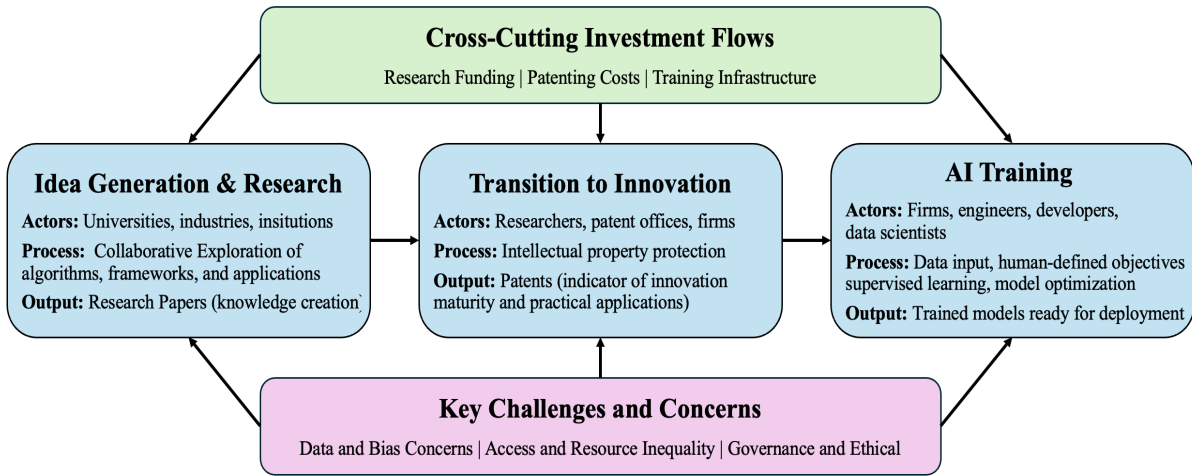 Cross-Cutting Investment Flows
Research Funding | Patenting Costs | Training Infrastructure
Idea Generation & Research
Actors: Universities, industries, insitutions
Process: Collaborative Exploration of
algorithms, frameworks, and applications
Output: Research Papers (knowledge creation)
Transition to Innovation
Actors: Researchers, patent offices, firms
Process: Intellectual property protection
Output: Patents (indicator of innovation
maturity and practical applications)
AI Training
Actors: Firms, engineers, developers,
data scientists
Process: Data input, human-defined objectives
supervised learning, model optimization
Output: Trained models ready for deployment
Key Challenges and Concerns
Data and Bias Concerns | Access and Resource Inequality | Governance and Ethical